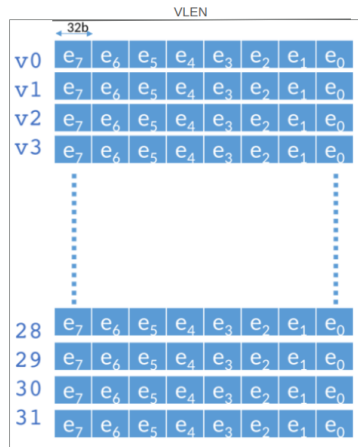 VLEN
32b
v0 e₇ e₆ e₅ e₄ e₃ e₂ e₁ e₀
v1 e₇ e₆ e₅ e₄ e₃ e₂ e₁ e₀
v2 e₇ e₆ e₅ e₄ e₃ e₂ e₁ e₀
v3 e₇ e₆ e₅ e₄ e₃ e₂ e₁ e₀
28 e₇ e₆ e₅ e₄ e₃ e₂ e₁ e₀
29 e₇ e₆ e₅ e₄ e₃ e₂ e₁ e₀
30 e₇ e₆ e₅ e₄ e₃ e₂ e₁ e₀
31 e₇ e₆ e₅ e₄ e₃ e₂ e₁ e₀